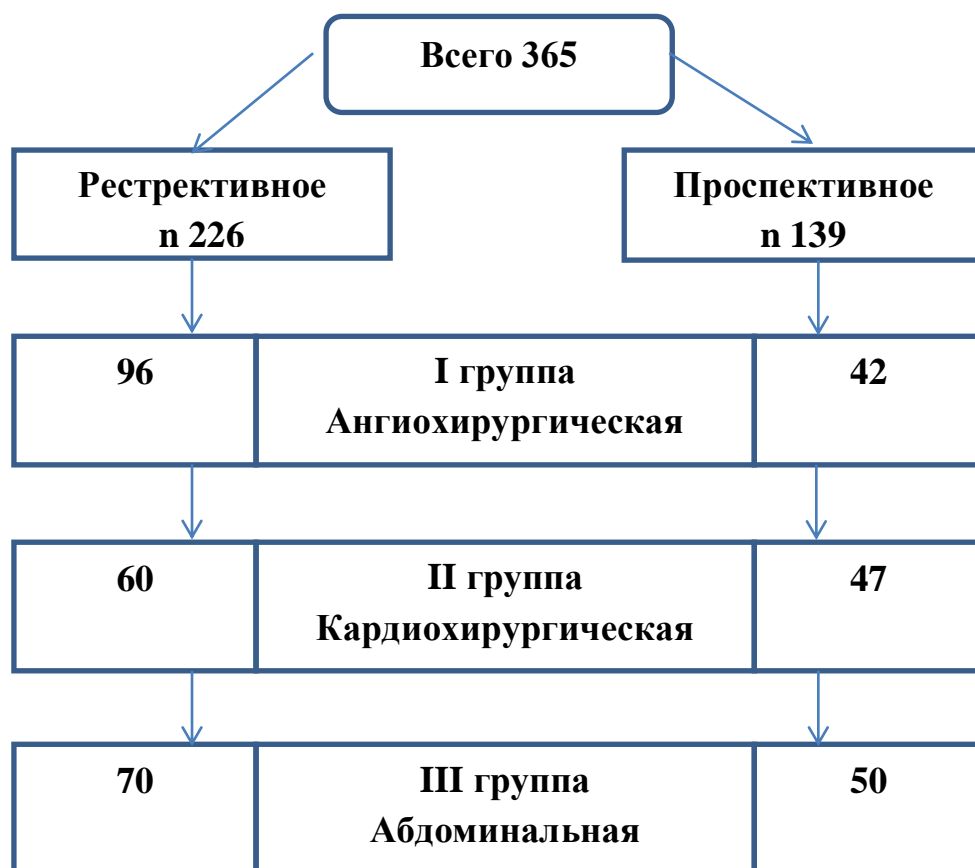 Всего 365
Рестрективное
n 226
Проспективное
n 139
96
I группа
Ангиохирургическая
42
60
II группа
Кардиохирургическая
47
70
III группа
Абдоминальная
50